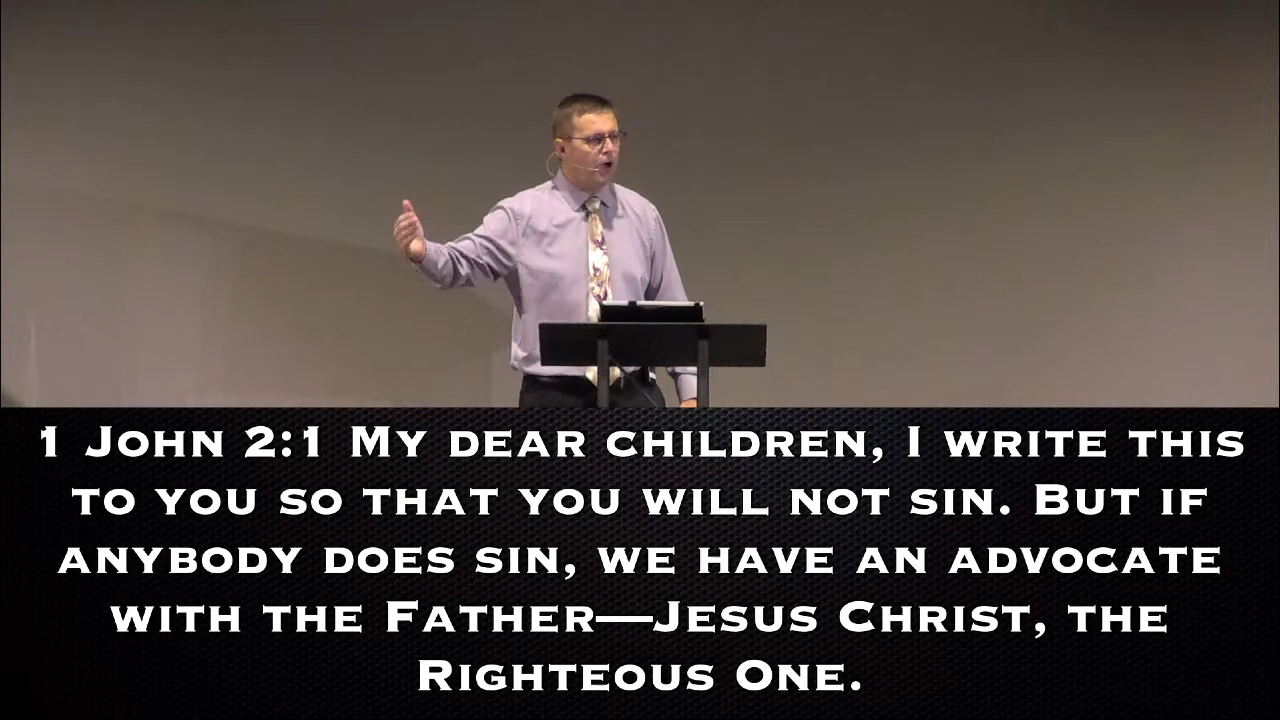 1 John 2:1 My dear children, I write this
to you so that you will not sin. But if
anybody does sin, we have an advocate
with the Father—Jesus Christ, the
Righteous One.